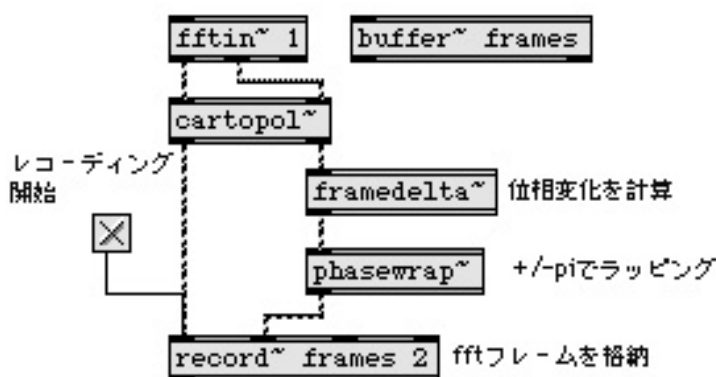 fftin~ 1
buffer~ frames
cartopol~
レコーディング
開始
framedelta~
位相変化を計算
phasewrap~
+/-piでラッピング
record~ frames 2
fftフレームを格納